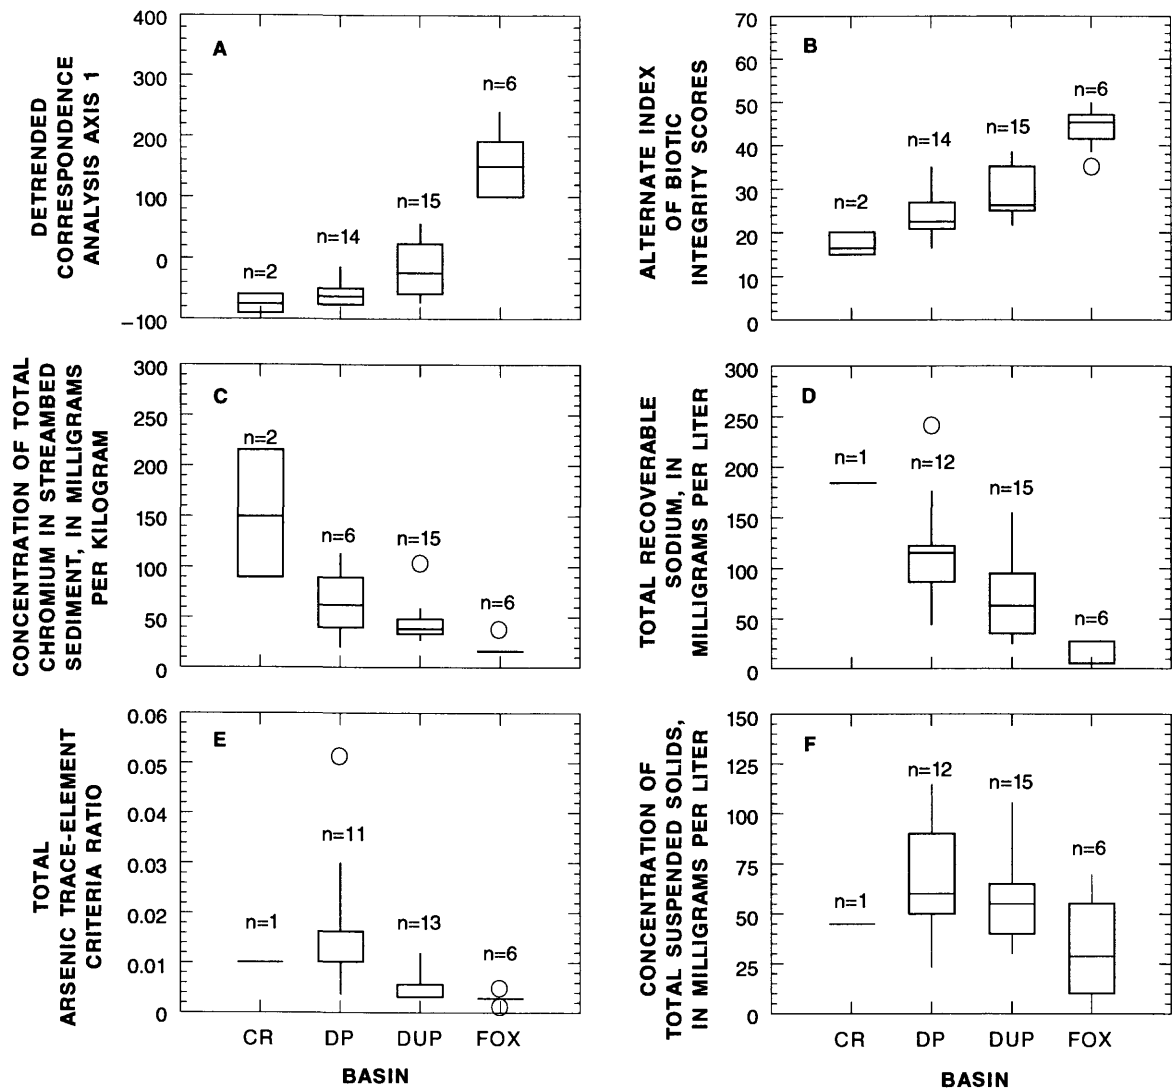 DETRENDED
CORRESPONDENCE
ANALYSIS AXIS 1
400
300
200
100
0
−100
A
n=2
n=14
n=15
n=6
ALTERNATE INDEX
OF BIOTIC
INTEGRITY SCORES
70
60
50
40
30
20
10
0
B
n=2
n=14
n=15
n=6
CONCENTRATION OF TOTAL
CHROMIUM IN STREAMBED
SEDIMENT, IN MILLIGRAMS
PER KILOGRAM
300
250
200
150
100
50
0
C
n=2
n=6
n=15
n=6
TOTAL RECOVERABLE
SODIUM, IN
MILLIGRAMS PER LITER
300
250
200
150
100
50
0
D
n=1
n=12
n=15
n=6
TOTAL
ARSENIC TRACE-ELEMENT
CRITERIA RATIO
0.06
0.05
0.04
0.03
0.02
0.01
0
E
n=1
n=11
n=13
n=6
CR DP DUP FOX
BASIN
CONCENTRATION OF
TOTAL SUSPENDED SOLIDS,
IN MILLIGRAMS PER LITER
150
125
100
75
50
25
0
F
n=1
n=12
n=15
n=6
CR DP DUP FOX
BASIN